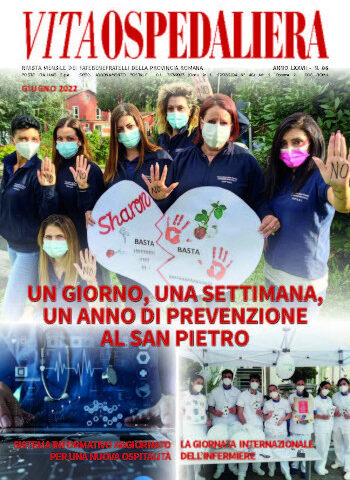 VITAOSPEDALIERA
RIVISTA MENSILE DEI FATEBENEFRATELLI DELLA PROVINCIA ROMANA
ANNO LXXVII - N. 06
GIUGNO 2022
NO
NO
NO
Sharon
BASTA
BASTA
UN GIORNO, UNA SETTIMANA,
UN ANNO DI PREVENZIONE
AL SAN PIETRO
SISTEMA INFORMATIVO AGGIORNATO
PER UNA NUOVA OSPITALITÀ
LA GIORNATA INTERNAZIONALE
DELL'INFERMIERE